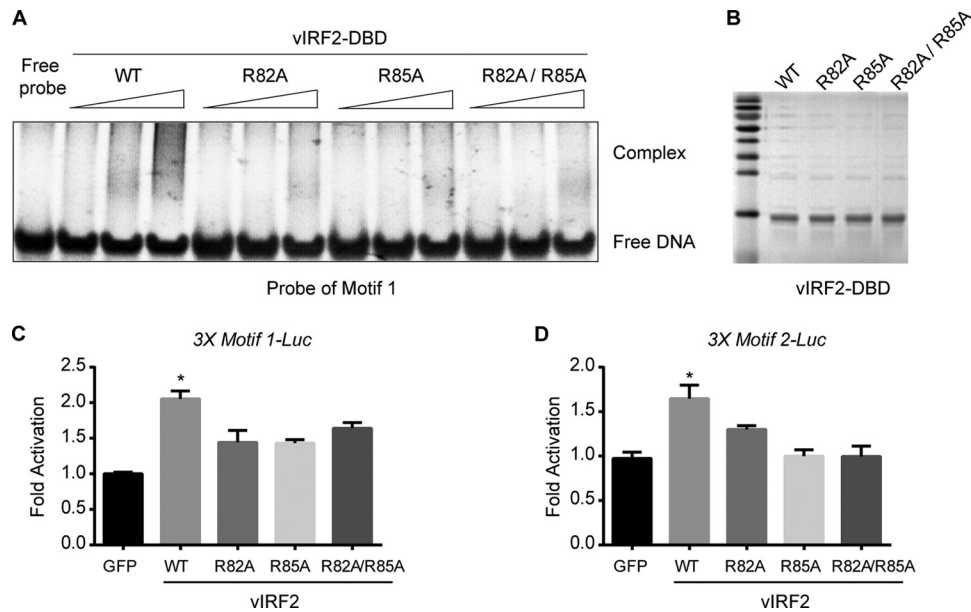 A
vIRF2-DBD
Free probe
WT
R82A
R85A
R82A / R85A
Complex
Free DNA
Probe of Motif 1
B
WT
R82A
R85A
R82A / R85A
vIRF2-DBD
C
3X Motif 1-Luc
Fold Activation
2.5
2.0
1.5
1.0
0.5
0.0
*
GFP
WT
R82A
R85A
R82A/R85A
vIRF2
D
3X Motif 2-Luc
Fold Activation
2.0
1.5
1.0
0.5
0.0
*
GFP
WT
R82A
R85A
R82A/R85A
vIRF2